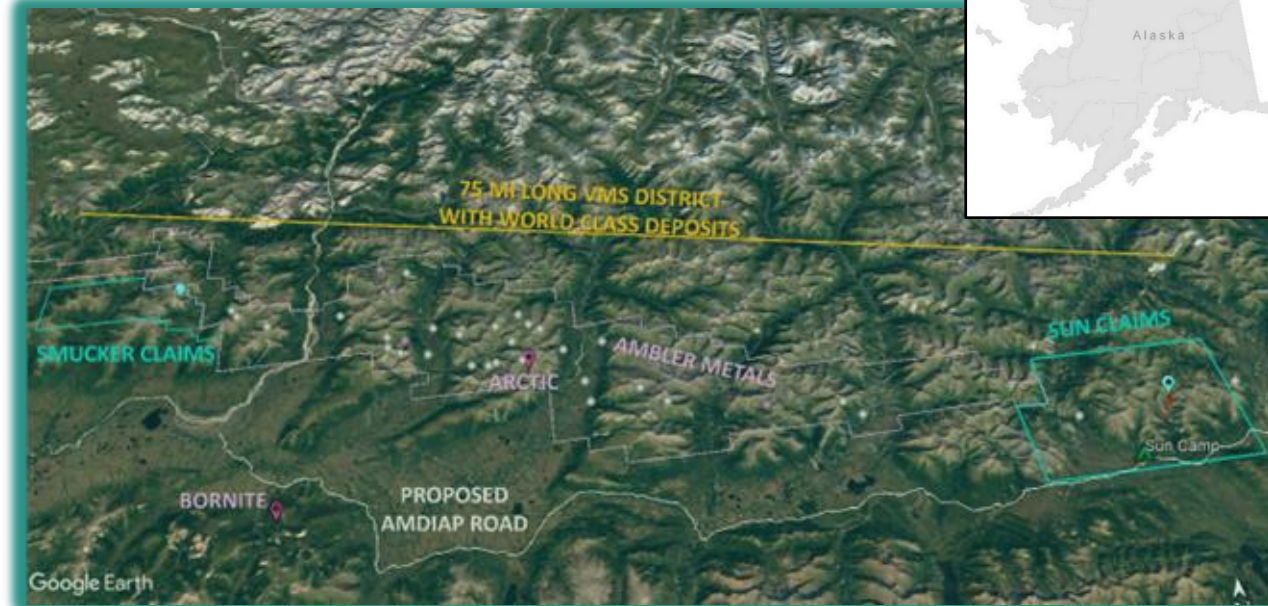 Alaska
75 MI LONG VMS DISTRICT
WITH WORLD CLASS DEPOSITS
SMUCKER CLAIMS
SUN CLAIMS
AMBLER METALS
ARCTIC
Sun Camp
BORNITE
PROPOSED
AMDIAP ROAD
Google Earth